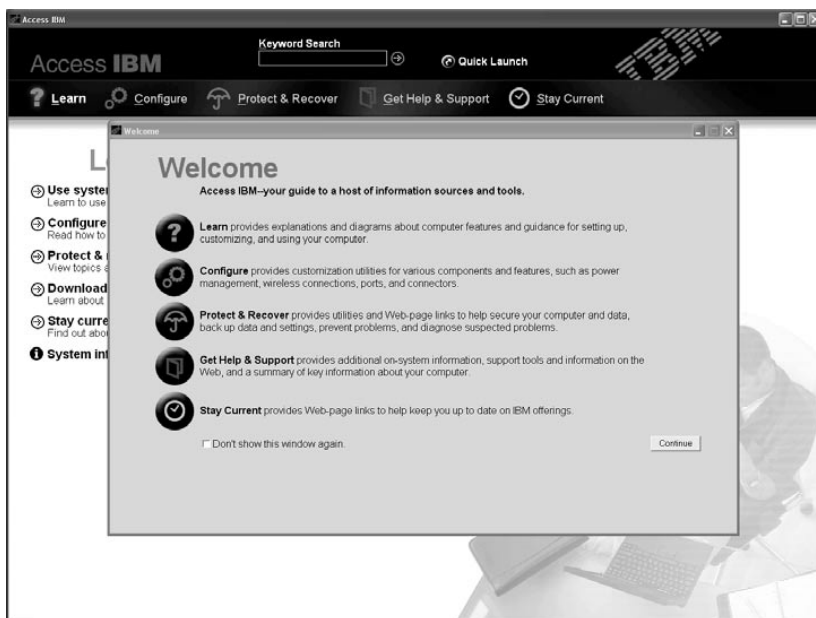 Access IBM
Keyword Search
Access IBM
Quick Launch
IBM
? Learn Configure Protect & Recover Get Help & Support Stay Current
Welcome
Welcome
Access IBM--your guide to a host of information sources and tools.
Learn provides explanations and diagrams about computer features and guidance for setting up,
customizing, and using your computer.
Configure provides customization utilities for various components and features, such as power
management, wireless connections, ports, and connectors.
Protect & Recover provides utilities and Web-page links to help secure your computer and data,
back up data and settings, prevent problems, and diagnose suspected problems.
Get Help & Support provides additional on-system information, support tools and information on the
Web, and a summary of key information about your computer.
Stay Current provides Web-page links to help keep you up to date on IBM offerings.
Don't show this window again.
Continue
Use
Learn to use
Configure
Read how to
Protect &
View topics
Download
Learn about
Stay
Find out
System